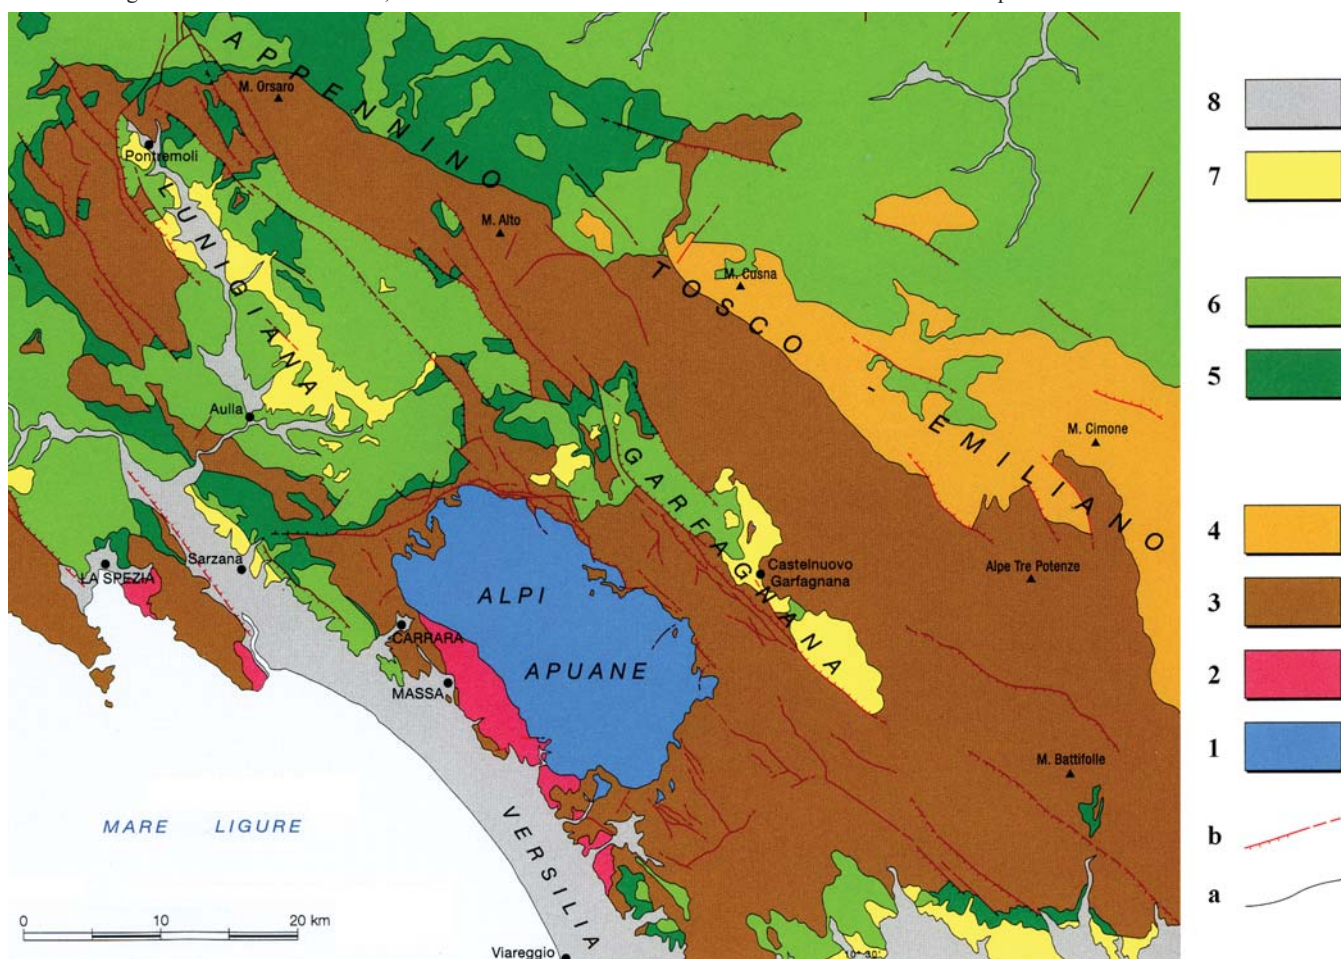 APPENNINO
M. Orsaro
Pontremoli
LUNIGIANA
M. Alto
TOSCO - EMILIANO
M. Cusna
Aulla
M. Cimone
GARFAGNANA
Sarzana
LA SPEZIA
Castelnuovo
Garfagnana
Alpe Tre Potenze
ALPI
APUANE
CARRARA
MASSA
M. Battifolle
MARE LIGURE
VERSILIA
0 10 20 km
Viareggio
10° 30'
8
7
6
5
4
3
2
1
b
a